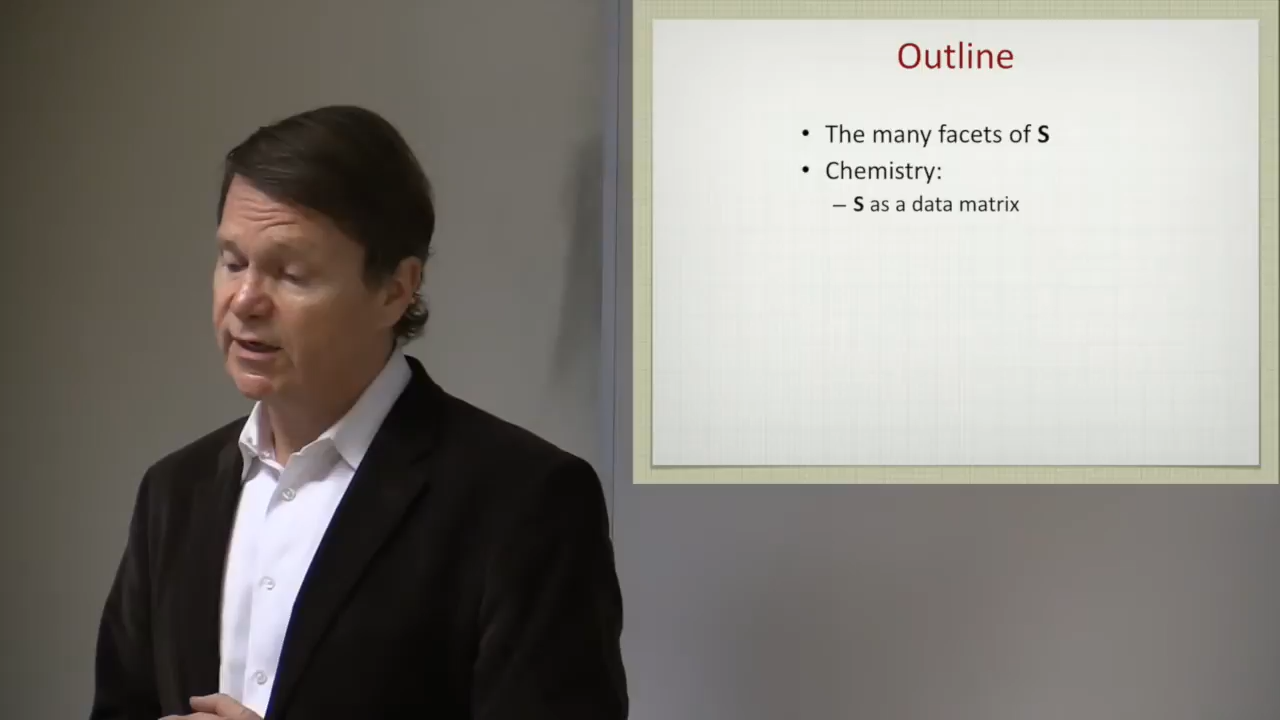 Outline
• The many facets of S
• Chemistry:
– S as a data matrix